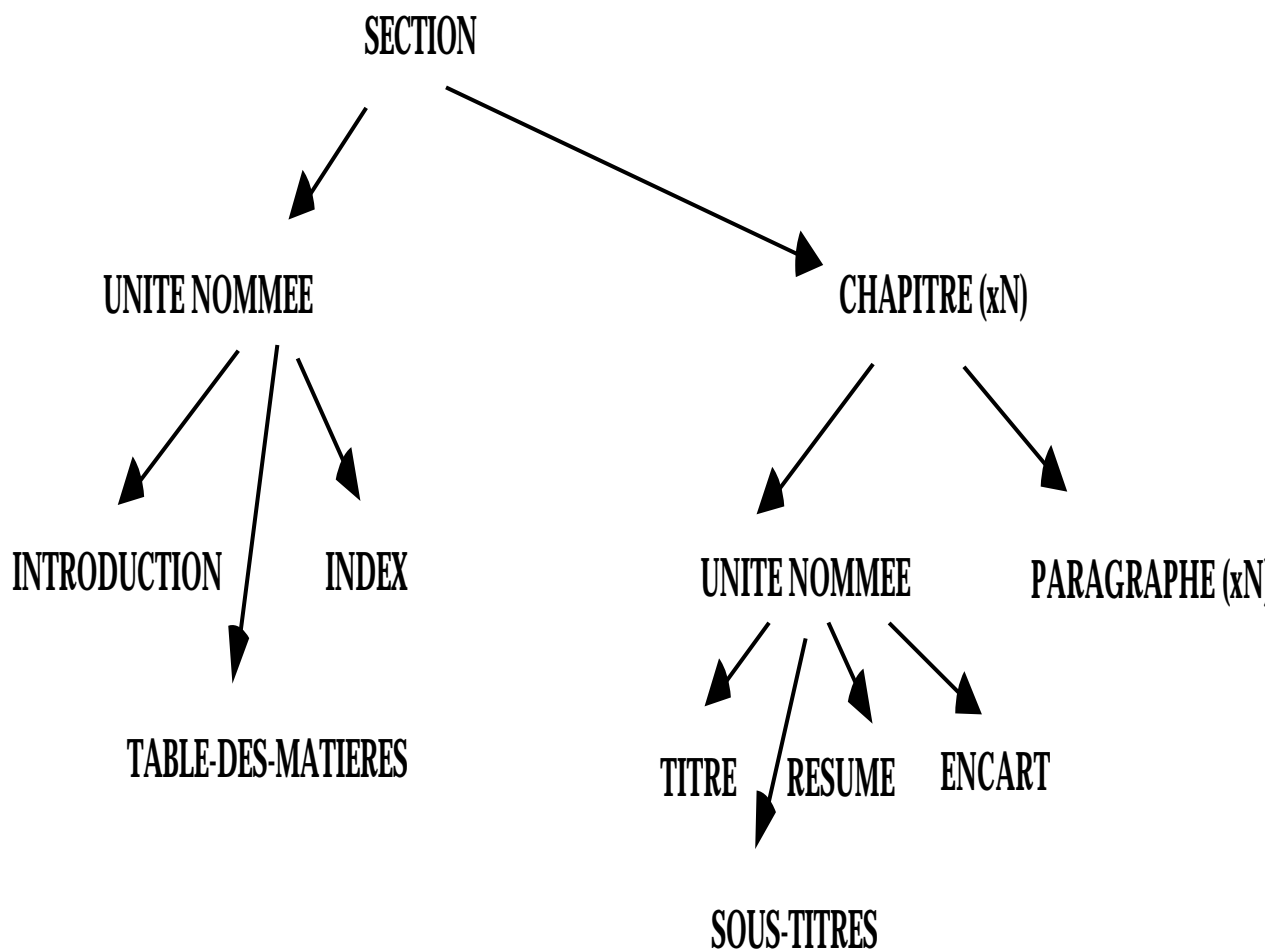 SECTION
UNITE NOMMEE
CHAPITRE (xN)
INTRODUCTION
INDEX
UNITE NOMMEE
PARAGRAPHE (xN)
TABLE-DES-MATIERES
TITRE
RESUME
ENCART
SOUS-TITRES